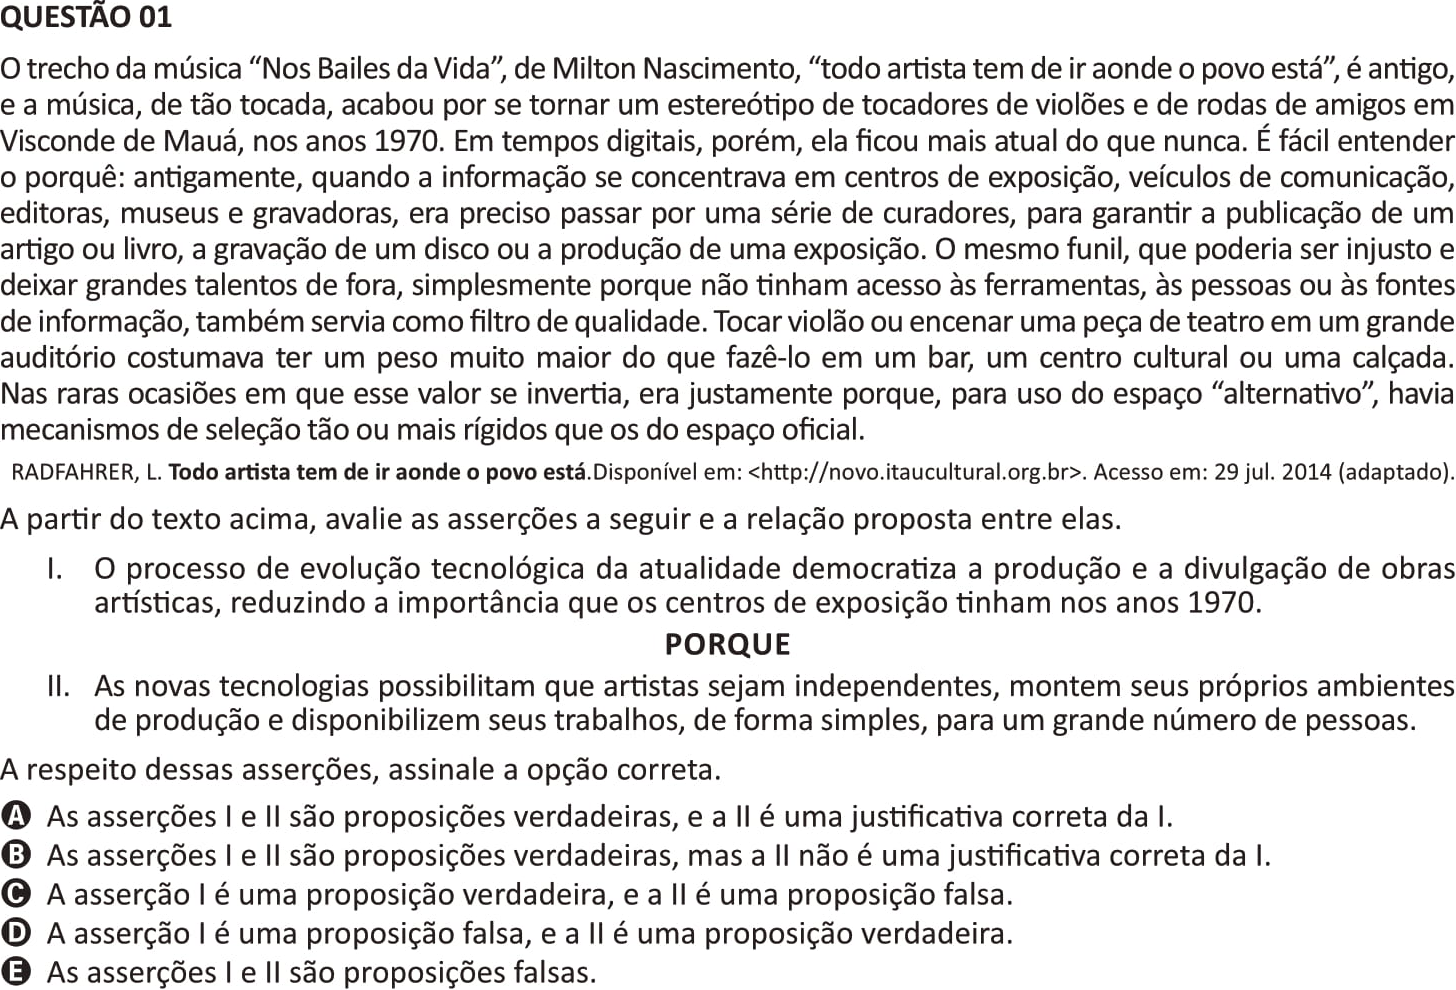 QUESTÃO 01
O trecho da música “Nos Bailes da Vida”, de Milton Nascimento, “todo artista tem de ir aonde o povo está”, é antigo,
e a música, de tão tocada, acabou por se tornar um estereótipo de tocadores de violões e de rodas de amigos em
Visconde de Mauá, nos anos 1970. Em tempos digitais, porém, ela ficou mais atual do que nunca. É fácil entender
o porquê: antigamente, quando a informação se concentrava em centros de exposição, veículos de comunicação,
editoras, museus e gravadoras, era preciso passar por uma série de curadores, para garantir a publicação de um
artigo ou livro, a gravação de um disco ou a produção de uma exposição. O mesmo funil, que poderia ser injusto e
deixar grandes talentos de fora, simplesmente porque não tinham acesso às ferramentas, às pessoas ou às fontes
de informação, também servia como filtro de qualidade. Tocar violão ou encenar uma peça de teatro em um grande
auditório costumava ter um peso muito maior do que fazê-lo em um bar, um centro cultural ou uma calçada.
Nas raras ocasiões em que esse valor se invertia, era justamente porque, para uso do espaço “alternativo”, havia
mecanismos de seleção tão ou mais rígidos que os do espaço oficial.
RADFAHRER, L. Todo artista tem de ir aonde o povo está.Disponível em: <http://novo.itaucultural.org.br>. Acesso em: 29 jul. 2014 (adaptado).
A partir do texto acima, avalie as asserções a seguir e a relação proposta entre elas.
I. O processo de evolução tecnológica da atualidade democratiza a produção e a divulgação de obras
artísticas, reduzindo a importância que os centros de exposição tinham nos anos 1970.
PORQUE
II. As novas tecnologias possibilitam que artistas sejam independentes, montem seus próprios ambientes
de produção e disponibilizem seus trabalhos, de forma simples, para um grande número de pessoas.
A respeito dessas asserções, assinale a opção correta.
A As asserções I e II são proposições verdadeiras, e a II é uma justificativa correta da I.
B As asserções I e II são proposições verdadeiras, mas a II não é uma justificativa correta da I.
C A asserção I é uma proposição verdadeira, e a II é uma proposição falsa.
D A asserção I é uma proposição falsa, e a II é uma proposição verdadeira.
E As asserções I e II são proposições falsas.